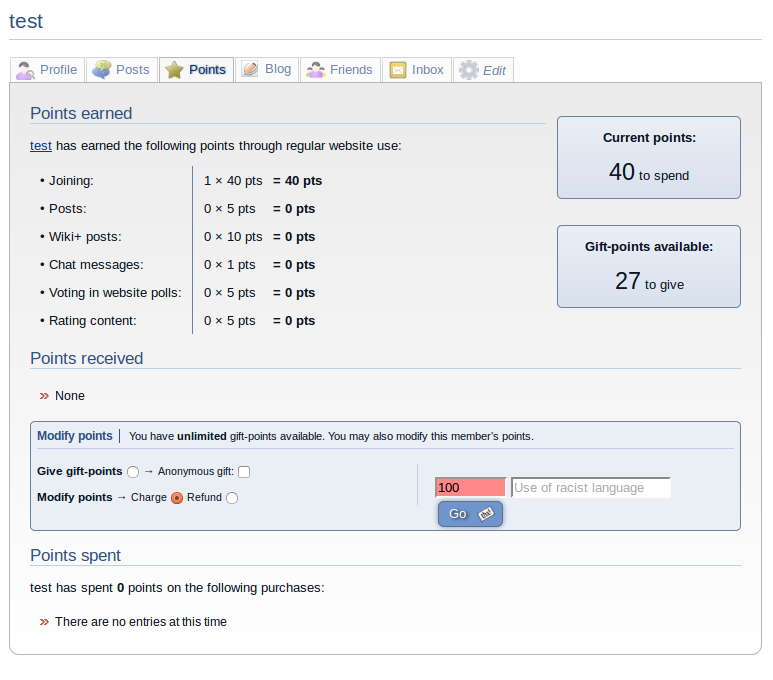 test
Profile Posts Points Blog Friends Inbox Edit
Points earned
test has earned the following points through regular website use:
• Joining: 1 × 40 pts = 40 pts
• Posts: 0 × 5 pts = 0 pts
• Wiki+ posts: 0 × 10 pts = 0 pts
• Chat messages: 0 × 1 pts = 0 pts
• Voting in website polls: 0 × 5 pts = 0 pts
• Rating content: 0 × 5 pts = 0 pts
Current points:
40 to spend
Gift-points available:
27 to give
Points received
» None
Modify points | You have unlimited gift-points available. You may also modify this member's points.
Give gift-points → Anonymous gift:
Modify points → Charge Refund
100 Use of racist language
Go
Points spent
test has spent 0 points on the following purchases:
» There are no entries at this time